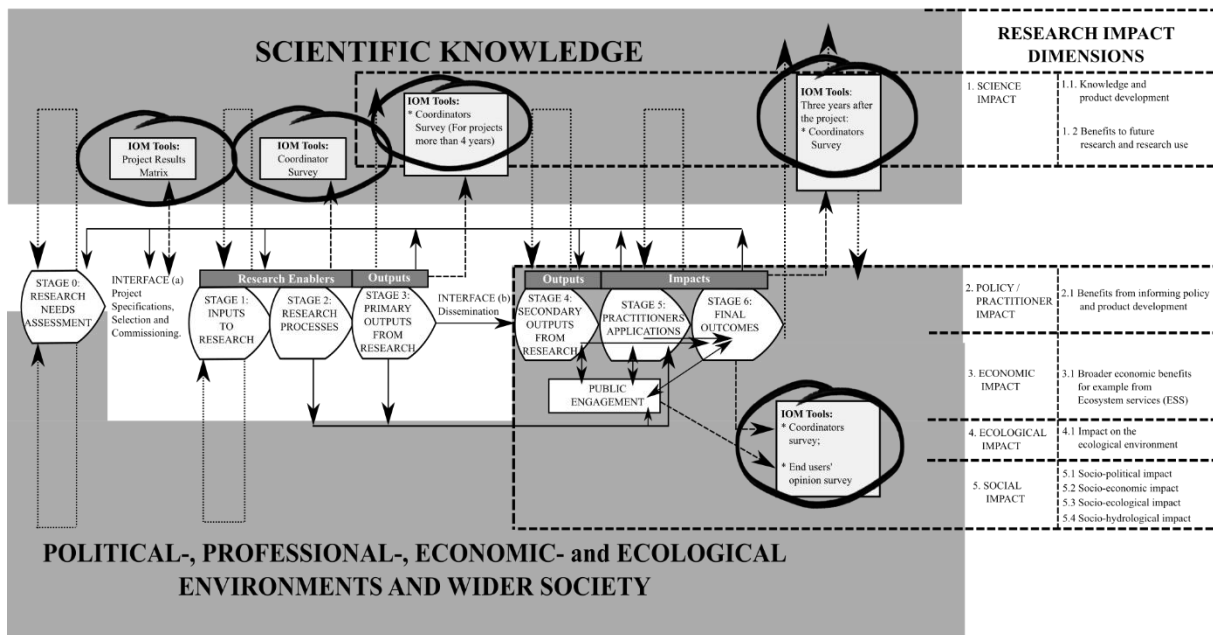 SCIENTIFIC KNOWLEDGE
IOM Tools:
Project Results
Matrix
IOM Tools:
Coordinator
Survey
IOM Tools:
* Coordinators
Survey (For projects
more than 4 years)
IOM Tools:
Three years after
the project:
* Coordinators
Survey
STAGE 0:
RESEARCH
NEEDS
ASSESSMENT
INTERFACE (a)
Project
Specifications,
Selection and
Commissioning.
Research Enablers
Outputs
STAGE 1:
INPUTS
TO
RESEARCH
STAGE 2:
RESEARCH
PROCESSES
STAGE 3:
PRIMARY
OUTPUTS
FROM
RESEARCH
INTERFACE (b)
Dissemination
Outputs
Impacts
STAGE 4:
SECONDARY
OUTPUTS
FROM
RESEARCH
STAGE 5:
PRACTITIONERS
APPLICATIONS
STAGE 6:
FINAL
OUTCOMES
PUBLIC
ENGAGEMENT
IOM Tools:
* Coordinators
survey;
* End users'
opinion survey
POLITICAL-, PROFESSIONAL-, ECONOMIC- and ECOLOGICAL
ENVIRONMENTS AND WIDER SOCIETY
RESEARCH IMPACT
DIMENSIONS
1. SCIENCE
IMPACT
1.1. Knowledge and
product development
1. 2 Benefits to future
research and research use
2. POLICY /
PRACTITIONER
IMPACT
2.1 Benefits from informing policy
and product development
3. ECONOMIC
IMPACT
3.1 Broader economic benefits
for example from
Ecosystem services (ESS)
4. ECOLOGICAL
IMPACT
4.1 Impact on the
ecological environment
5. SOCIAL
IMPACT
5.1 Socio-political impact
5.2 Socio-economic impact
5.3 Socio-ecological impact
5.4 Socio-hydrological impact